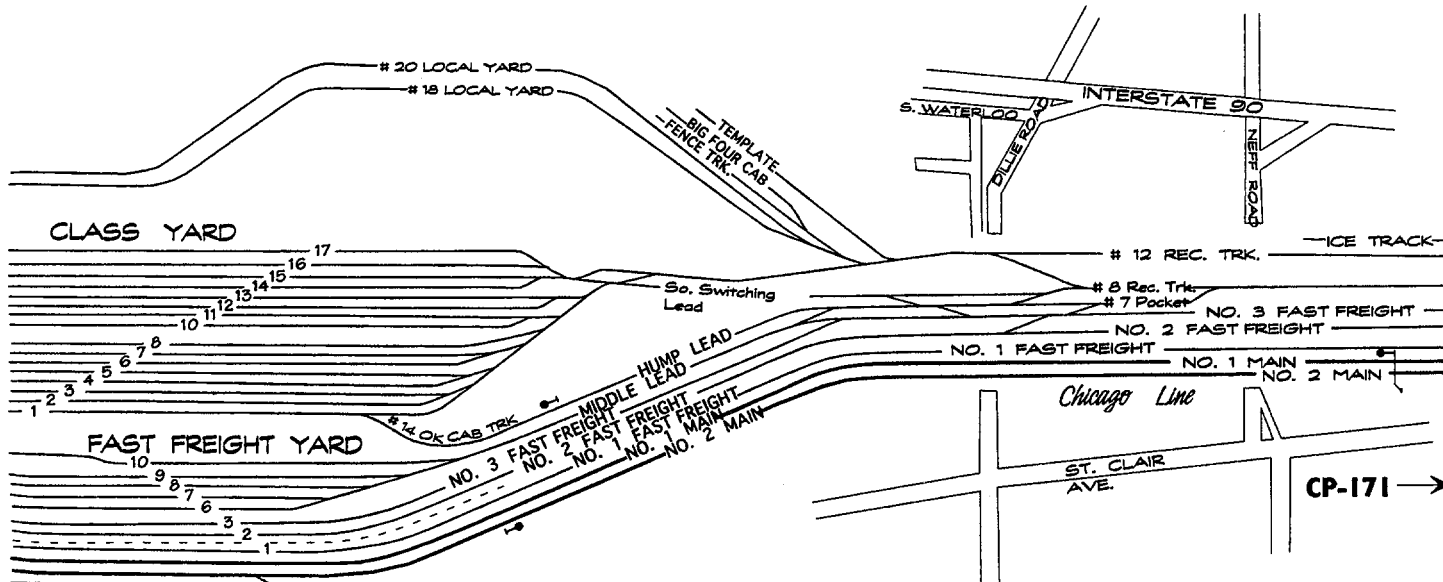 # 20 LOCAL YARD
# 18 LOCAL YARD
TEMPLATE
BIG FOUR CAB
FENCE TRK.
INTERSTATE 90
S. WATERLOO
DILLIE ROAD
NEFF ROAD
CLASS YARD
17
16
15
14
13
12
11
10
8
7
6
5
4
3
2
1
So. Switching
Lead
# 12 REC. TRK.
ICE TRACK
# 8 Rec. Trk.
# 7 Pocket
NO. 3 FAST FREIGHT
NO. 2 FAST FREIGHT
NO. 1 FAST FREIGHT
NO. 1 MAIN
NO. 2 MAIN
Chicago Line
HUMP LEAD
MIDDLE LEAD
# 14 OK CAB TRK
NO. 3 FAST FREIGHT
NO. 2 FAST FREIGHT
NO. 1 FAST FREIGHT
NO. 1 MAIN
NO. 2 MAIN
FAST FREIGHT YARD
10
9
8
7
6
3
2
1
ST. CLAIR
AVE.
CP-171